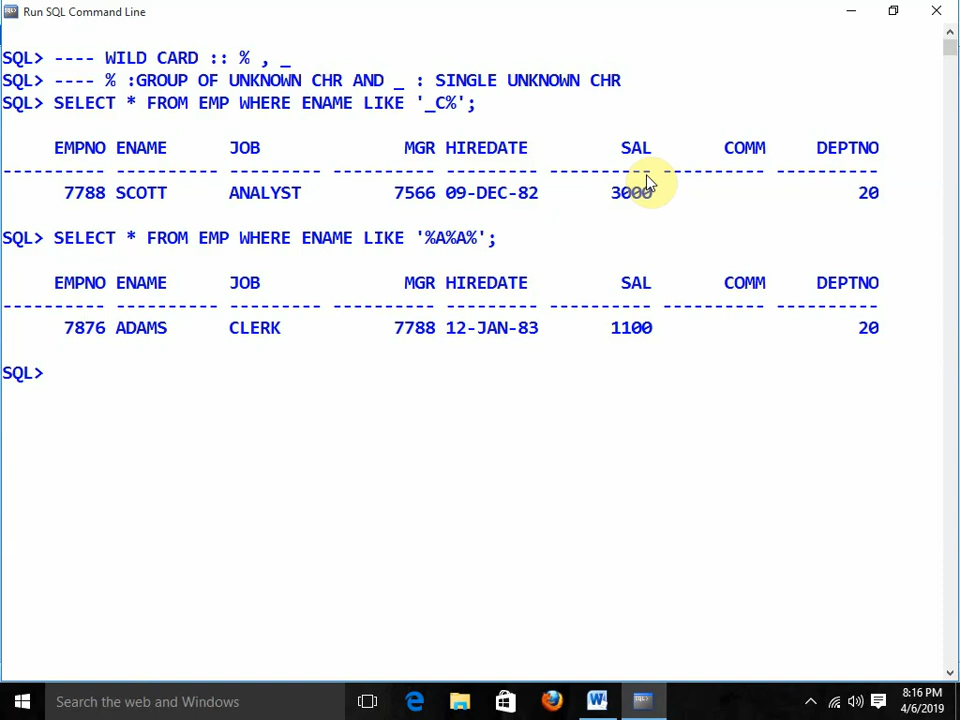 Run SQL Command Line
SQL> ---- WILD CARD :: % , _
SQL> ---- % :GROUP OF UNKNOWN CHR AND _ : SINGLE UNKNOWN CHR
SQL> SELECT * FROM EMP WHERE ENAME LIKE '_C%';
EMPNO ENAME JOB MGR HIREDATE SAL COMM DEPTNO
---------- ---------- --------- ---------- --------- ---------- ---------- ----------
7788 SCOTT ANALYST 7566 09-DEC-82 3000 20
SQL> SELECT * FROM EMP WHERE ENAME LIKE '%A%A%';
EMPNO ENAME JOB MGR HIREDATE SAL COMM DEPTNO
---------- ---------- --------- ---------- --------- ---------- ---------- ----------
7876 ADAMS CLERK 7788 12-JAN-83 1100 20
SQL>
Search the web and Windows
8:16 PM
4/6/2019